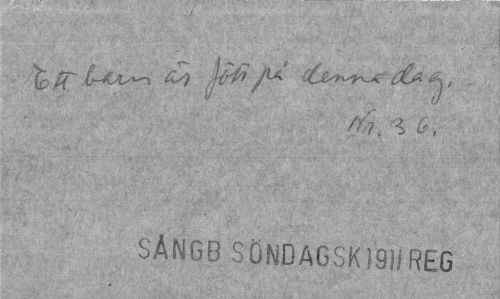 Ett barn är fött på denna dag.
Nr. 36.
SÅNGB SÖNDAGSK 1911 REG